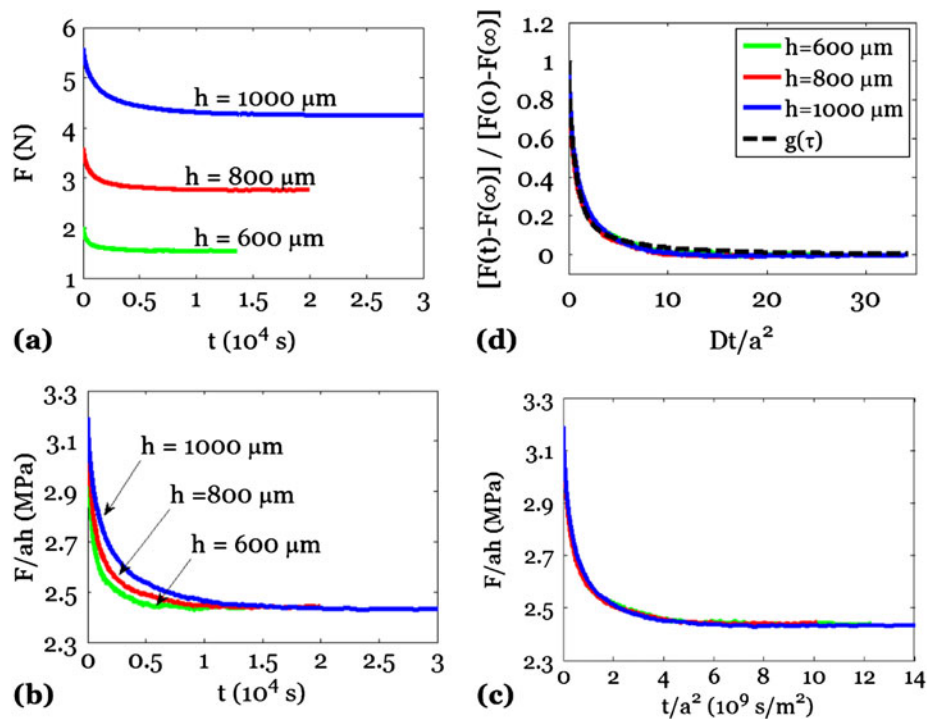 F (N)
6
5
4
3
2
1
h = 1000 μm
h = 800 μm
h = 600 μm
0 0.5 1 1.5 2 2.5 3
t (10⁴ s)
(a)
[F(t)-F(∞)] / [F(0)-F(∞)]
1.2
1
0.8
0.6
0.4
0.2
0
h=600 μm
h=800 μm
h=1000 μm
g(τ)
0 10 20 30
Dt/a²
(d)
F/ah (MPa)
3.3
3.1
2.9
2.7
2.5
2.3
h = 1000 μm
h =800 μm
h = 600 μm
0 0.5 1 1.5 2 2.5 3
t (10⁴ s)
(b)
F/ah (MPa)
3.3
3.1
2.9
2.7
2.5
2.3
0 2 4 6 8 10 12 14
t/a² (10⁹ s/m²)
(c)